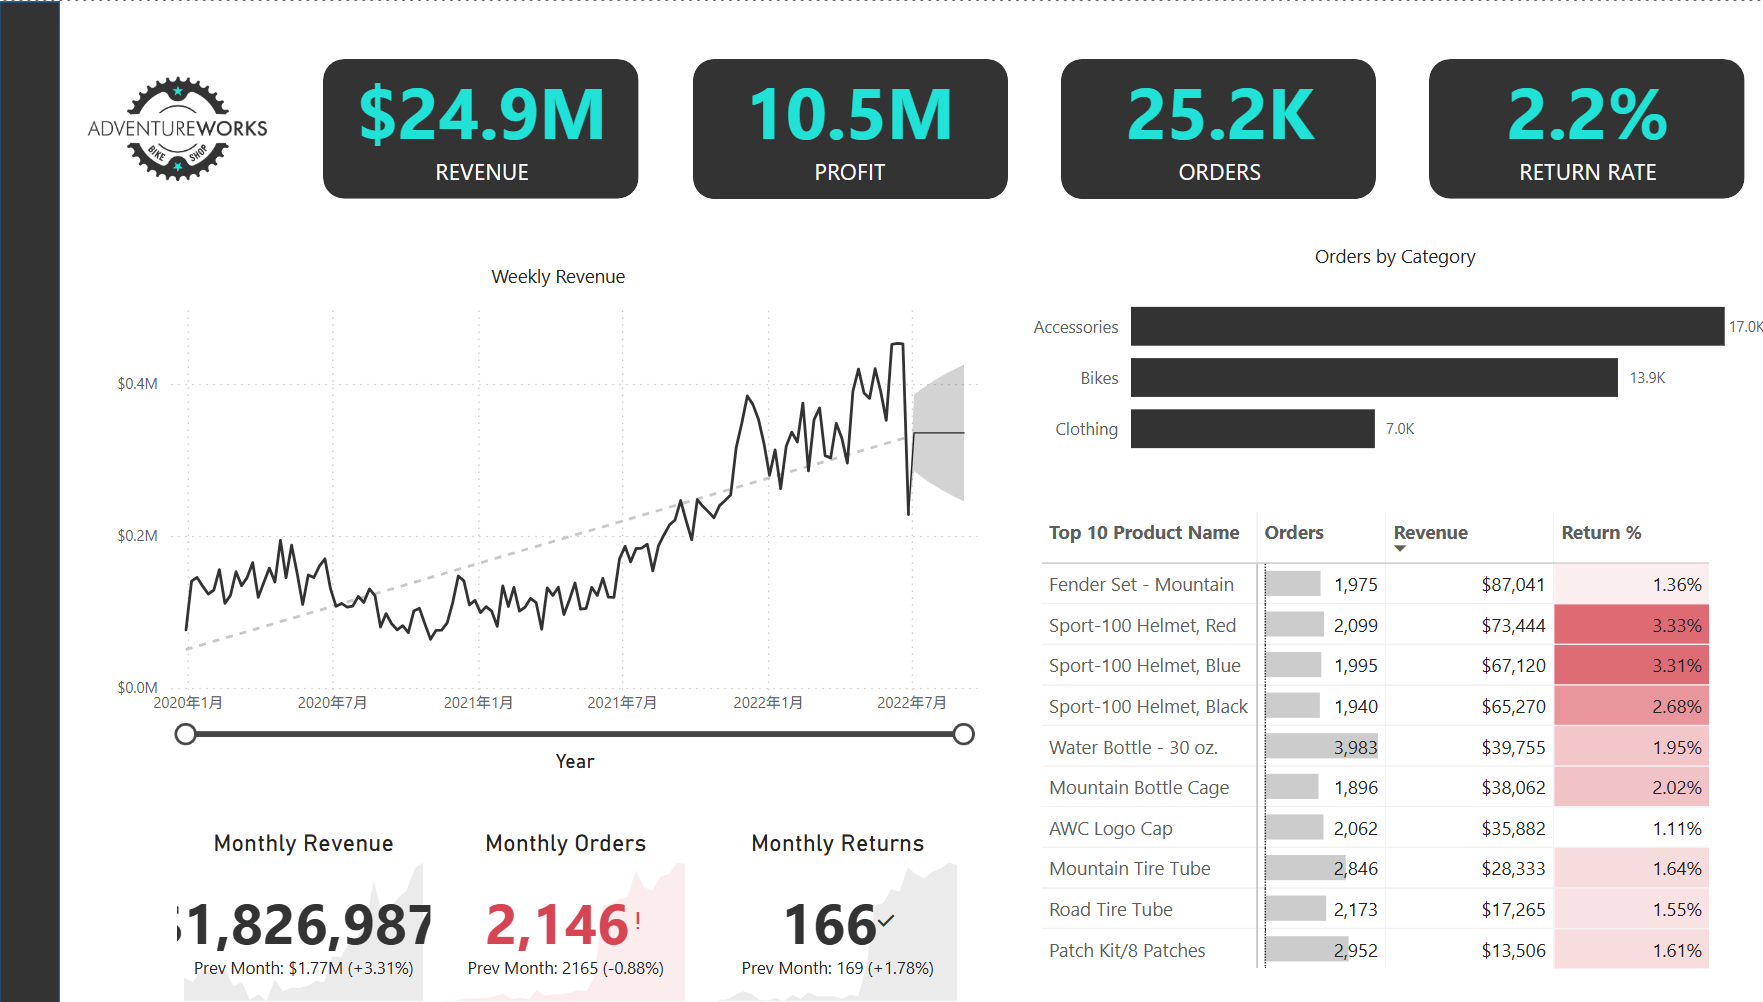 ADVENTUREWORKS
BIKE SHOP
$24.9M
REVENUE
10.5M
PROFIT
25.2K
ORDERS
2.2%
RETURN RATE
Weekly Revenue
$0.4M
$0.2M
$0.0M
2020年1月 2020年7月 2021年1月 2021年7月 2022年1月 2022年7月
Year
Orders by Category
Accessories 17.0K
Bikes 13.9K
Clothing 7.0K
Top 10 Product Name Orders Revenue Return %
Fender Set - Mountain 1,975 $87,041 1.36%
Sport-100 Helmet, Red 2,099 $73,444 3.33%
Sport-100 Helmet, Blue 1,995 $67,120 3.31%
Sport-100 Helmet, Black 1,940 $65,270 2.68%
Water Bottle - 30 oz. 3,983 $39,755 1.95%
Mountain Bottle Cage 1,896 $38,062 2.02%
AWC Logo Cap 2,062 $35,882 1.11%
Mountain Tire Tube 2,846 $28,333 1.64%
Road Tire Tube 2,173 $17,265 1.55%
Patch Kit/8 Patches 2,952 $13,506 1.61%
Monthly Revenue
$1,826,987
Prev Month: $1.77M (+3.31%)
Monthly Orders
2,146!
Prev Month: 2165 (-0.88%)
Monthly Returns
166
Prev Month: 169 (+1.78%)